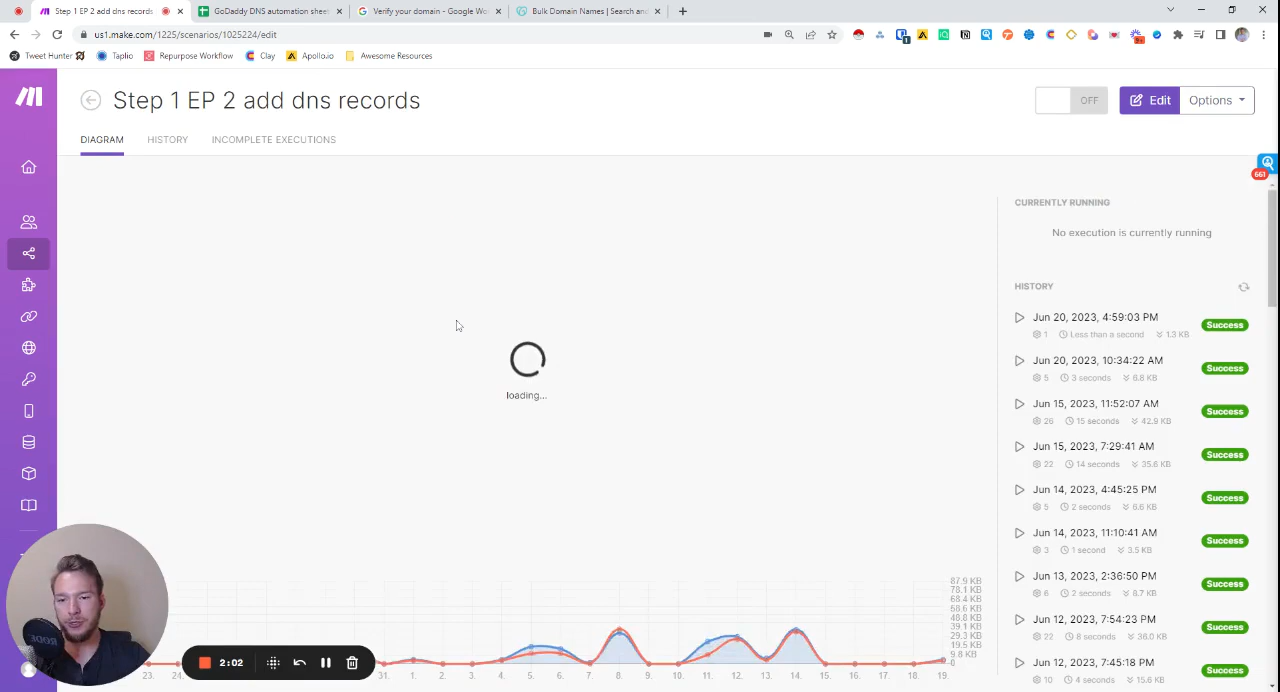 Step 1 EP 2 add dns records
GoDaddy DNS automation shee
Verify your domain - Google Wo
Bulk Domain Names | Search an
us1.make.com/1225/scenarios/1025224/edit
9+
Tweet Hunter
Taplio
Repurpose Workflow
Clay
Apollo.io
Awesome Resources
Step 1 EP 2 add dns records
OFF
Edit
Options
DIAGRAM
HISTORY
INCOMPLETE EXECUTIONS
661
CURRENTLY RUNNING
No execution is currently running
HISTORY
Jun 20, 2023, 4:59:03 PM
Success
1 Less than a second 1.3 KB
Jun 20, 2023, 10:34:22 AM
Success
5 3 seconds 6.8 KB
Jun 15, 2023, 11:52:07 AM
Success
26 15 seconds 42.9 KB
Jun 15, 2023, 7:29:41 AM
Success
22 14 seconds 35.6 KB
Jun 14, 2023, 4:45:25 PM
Success
5 2 seconds 6.6 KB
Jun 14, 2023, 11:10:41 AM
Success
3 1 second 3.5 KB
Jun 13, 2023, 2:36:50 PM
Success
6 2 seconds 8.7 KB
Jun 12, 2023, 7:54:23 PM
Success
22 8 seconds 36.0 KB
Jun 12, 2023, 7:45:18 PM
Success
10 4 seconds 15.6 KB
loading...
87.9 KB
78.1 KB
68.4 KB
58.6 KB
48.8 KB
39.1 KB
29.3 KB
19.5 KB
9.8 KB
0
23. 24 31. 1. 2. 3. 4. 5. 6. 7. 8. 9. 10. 11. 12. 13. 14. 15. 16. 17. 18. 19.
2:02
RODE